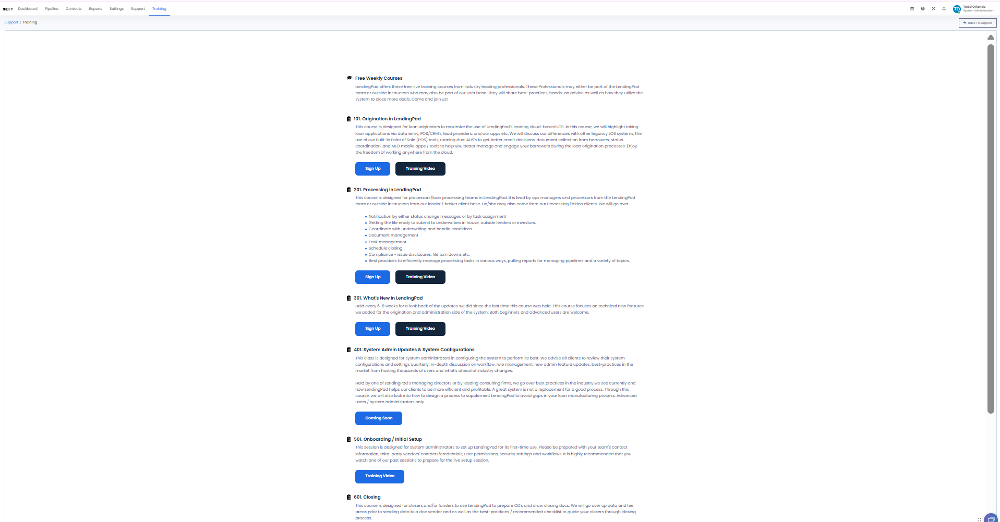 DEFY Dashboard Pipeline Contacts Reports Settings Support Training
TO Todd Orlando
System Administrator
Support \ Training
Back To Support
Free Weekly Courses
LendingPad offers these free, live training courses from industry leading professionals. These Professionals may either be part of the LendingPad
team or outside instructors who may also be part of our user base. They will share best-practices, hands-on advice as well as how they utilize the
system to close more deals. Come and join us!
101. Origination in LendingPad
This course is designed for loan originators to maximize the use of LendingPad's leading cloud-based LOS. In this course, we will highlight taking
loan applications via data entry, POS/CRM's, lead providers, and our apps etc. We will discuss our differences with other legancy LOS systems, the
use of our Built-in Point of Sale (POS) tools, running dual AUS's to get better credit decisions, document collection from borrowers, status
coordination, and MLO mobile apps / tools to help you better manage and engage your borrowers during the loan origination processes. Enjoy
the freedom of working anywhere from the cloud.
Sign Up Training Video
201. Processing in LendingPad
This course is designed for processors/loan processing teams in LendingPad. It is lead by ops managers and processors from the LendingPad
team or outside instructors from our lender / broker client base. He/she may also come from our Processing Edition clients. We will go over
• Notification by either status change messages or by task assignment
• Getting the file ready to submit to underwriters in house, outside lenders or investors.
• Coordinate with underwriting and handle conditions
• Document management
• Task management
• Schedule closing
• Compliance - issue disclosures, file turn downs etc.
• Best practices to efficiently manage processing tasks in various ways, pulling reports for managing pipelines and a variety of topics.
Sign Up Training Video
301. What's New in LendingPad
Held every 6-8 weeks for a look back of the updates we did since the last time this course was held. This course focuses on technical new features
we added for the origination and administration side of the system. Both beginners and advanced users are welcome.
Sign Up Training Video
401. System Admin Updates & System Configurations
This class is designed for system administrators in configuring the system to perform its best. We advise all clients to review their system
configurations and settings quarterly. In-depth discussion on workflow, role management, new admin feature updates, best-practices in the
market from hosting thousands of users and what's ahead of industry changes.
Held by one of LendingPad's managing directors or by leading consulting firms, we go over best practices in the industry we see currently and
how LendingPad helps our clients to be more efficient and profitable. A great system is not a replacement for a good process. Through this
course, we will also look into how to design a process to supplement LendingPad to avoid gaps in your loan manufacturing process. Advanced
users / system administrators only.
Coming Soon
501. Onboarding / Initial Setup
This session is designed for system administrators to set up LendingPad for its first-time use. Please be prepared with your team's contact
information, third-party vendors' contacts/credentials, user permissions, security settings and workflows. It is highly recommended that you
watch one of our past sessions to prepare for the live setup session.
Training Video
601. Closing
This course is designed for closers and/or funders to use LendingPad to prepare CD's and draw closing docs. We will go over up data and fee
areas prior to sending data to a doc vendor and as well as the best-practices / recommended checklist to guide your closers through closing
process.